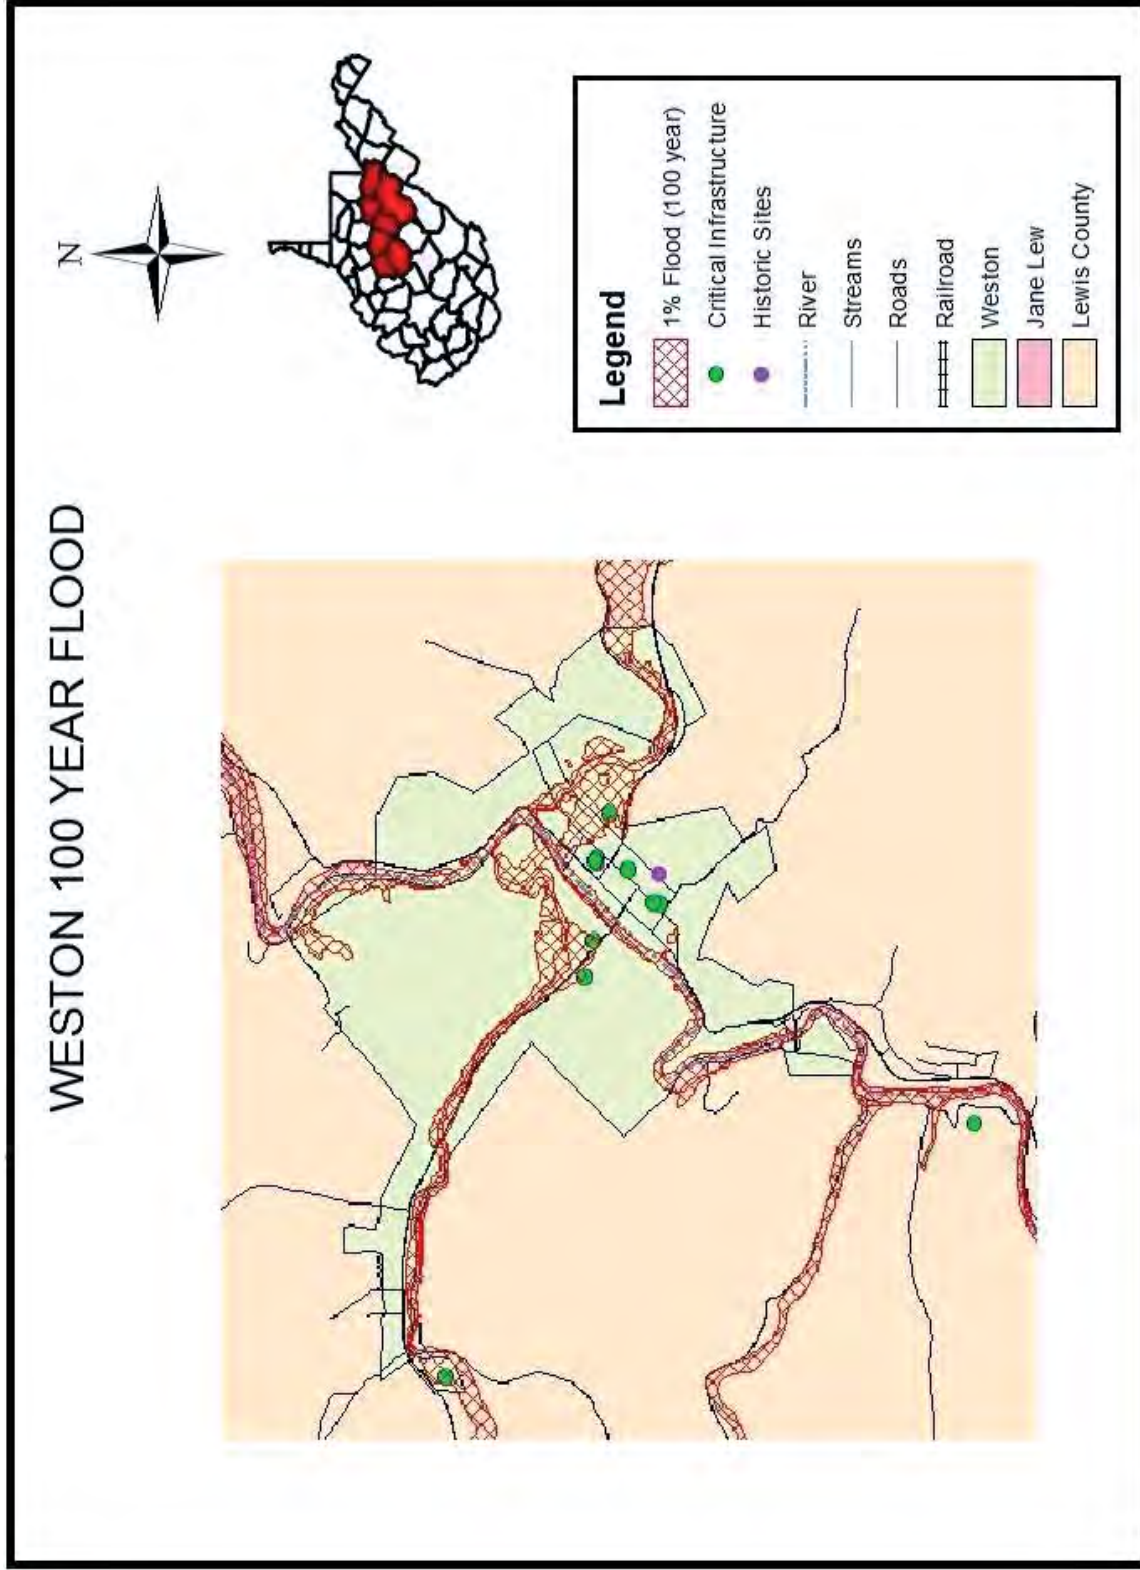 WESTON 100 YEAR FLOOD
N
Legend
1% Flood (100 year)
Critical Infrastructure
Historic Sites
River
Streams
Roads
Railroad
Weston
Jane Lew
Lewis County